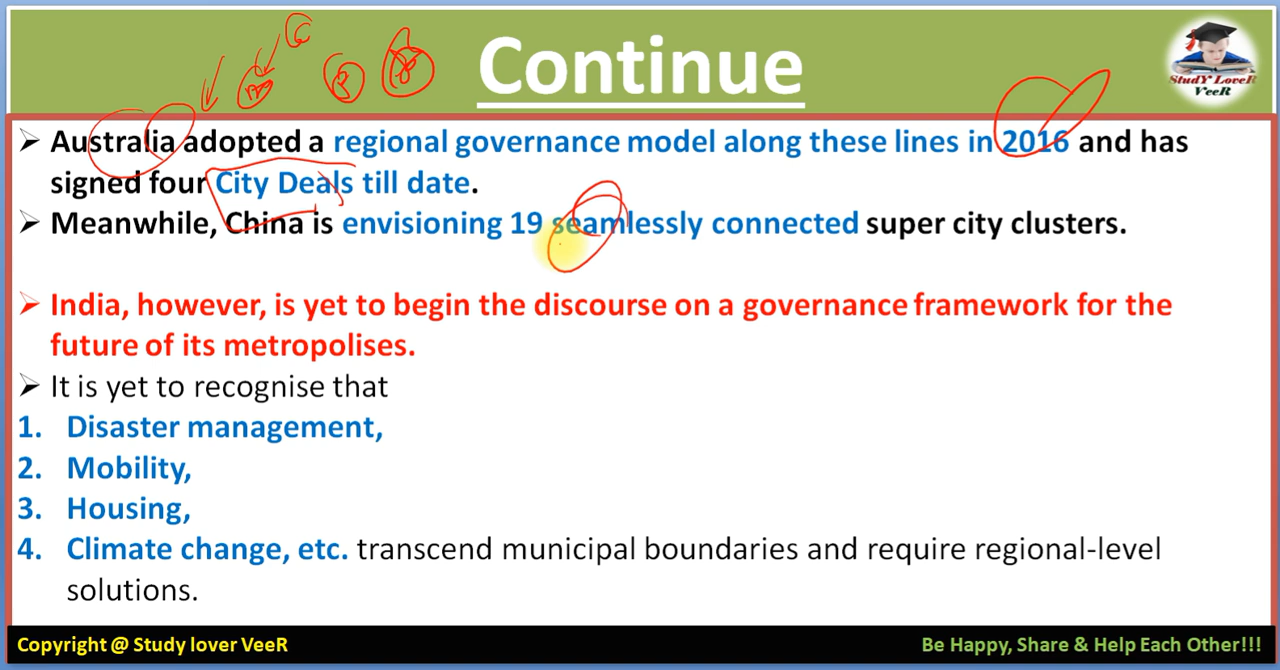 Continue
StudY LoveR
VeeR
➤ Australia adopted a regional governance model along these lines in 2016 and has
signed four City Deals till date.
➤ Meanwhile, China is envisioning 19 seamlessly connected super city clusters.
➤ India, however, is yet to begin the discourse on a governance framework for the
future of its metropolises.
➤ It is yet to recognise that
1. Disaster management,
2. Mobility,
3. Housing,
4. Climate change, etc. transcend municipal boundaries and require regional-level
solutions.
Copyright @ Study lover VeeR
Be Happy, Share & Help Each Other!!!